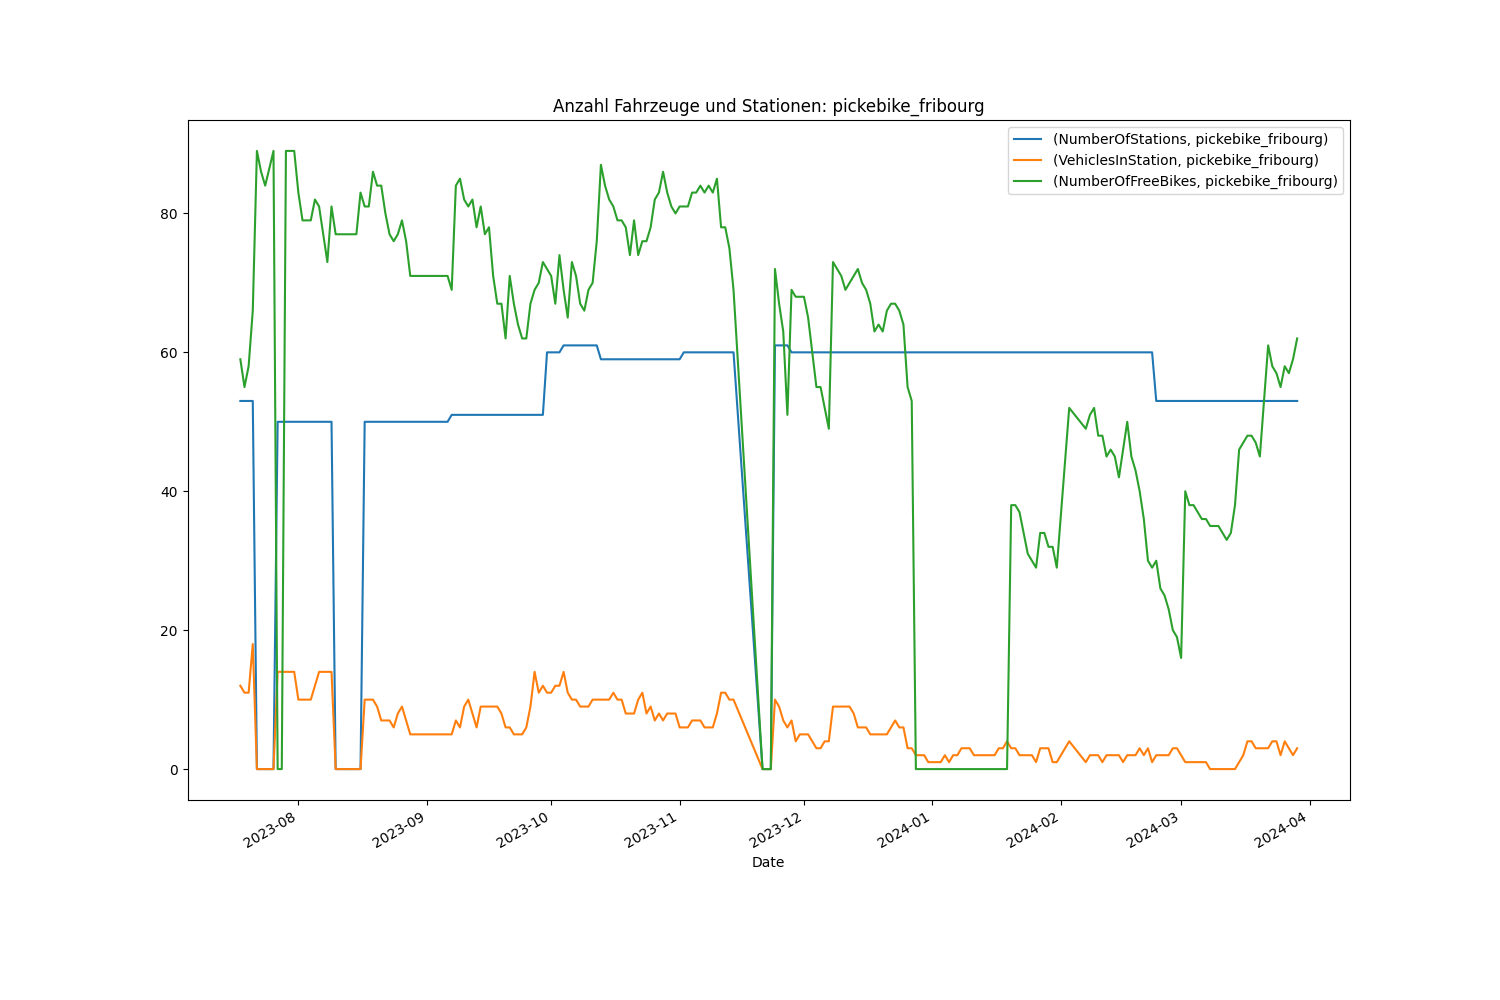 Anzahl Fahrzeuge und Stationen: pickebike_fribourg
(NumberOfStations, pickebike_fribourg)
(VehiclesInStation, pickebike_fribourg)
(NumberOfFreeBikes, pickebike_fribourg)
80
60
40
20
0
2023-08
2023-09
2023-10
2023-11
2023-12
2024-01
2024-02
2024-03
2024-04
Date